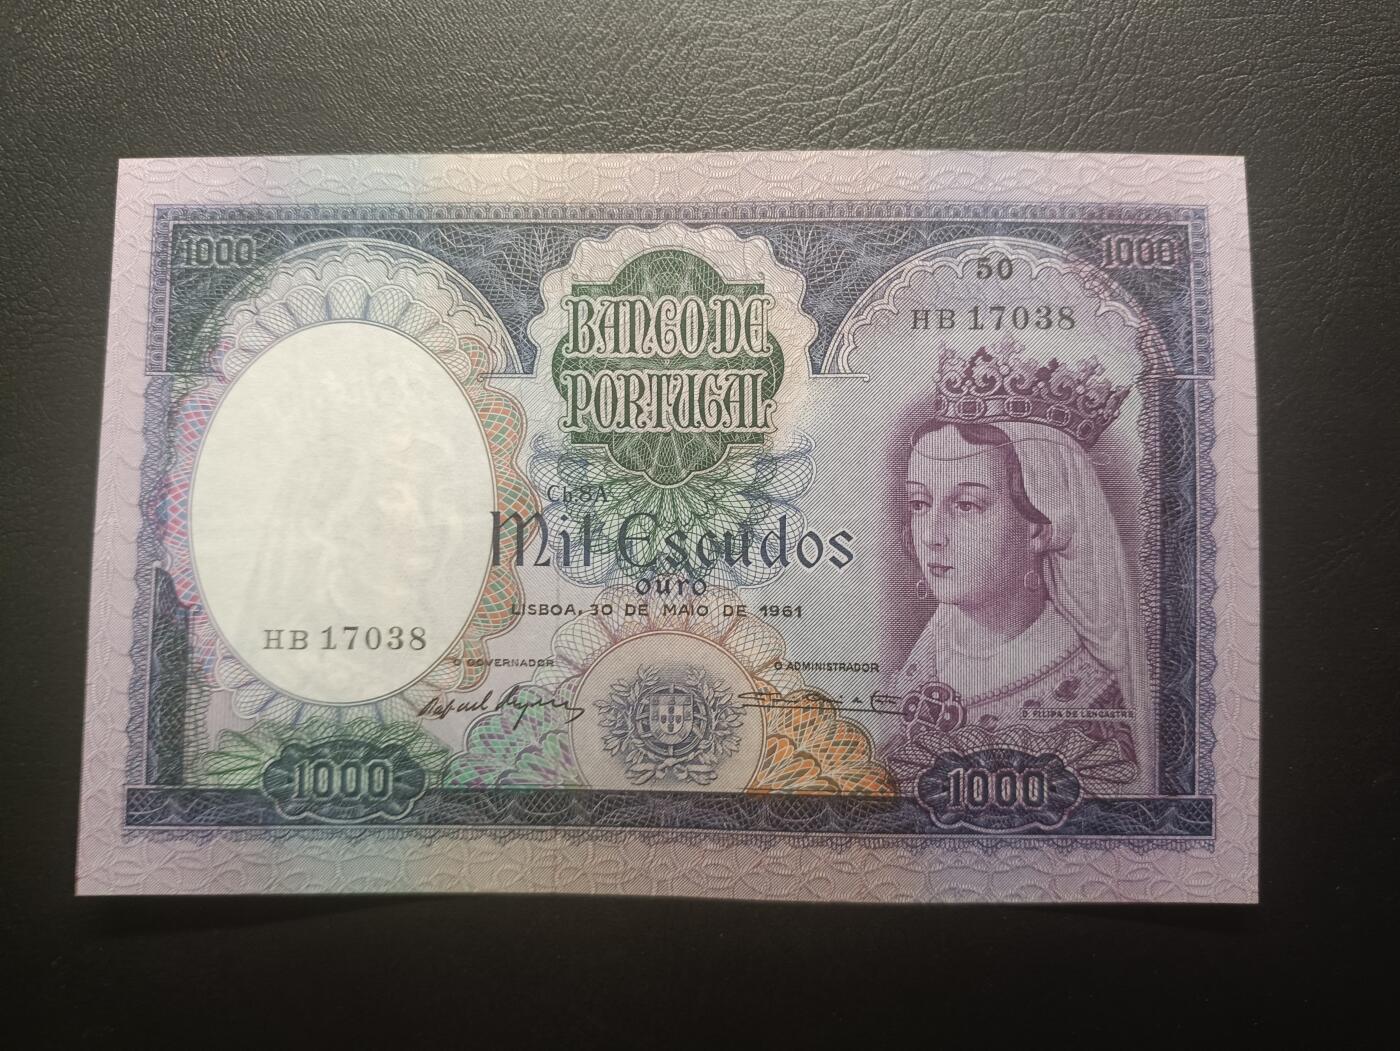 1000
1000
BANCO DE
PORTUGAL
50
HB 17038
Ch.8A
Mil Escudos
ouro
LISBOA, 30 DE MAIO DE 1961
HB 17038
O GOVERNADOR
O ADMINISTRADOR
D. FILIPA DE LENCASTRE
1000
1000